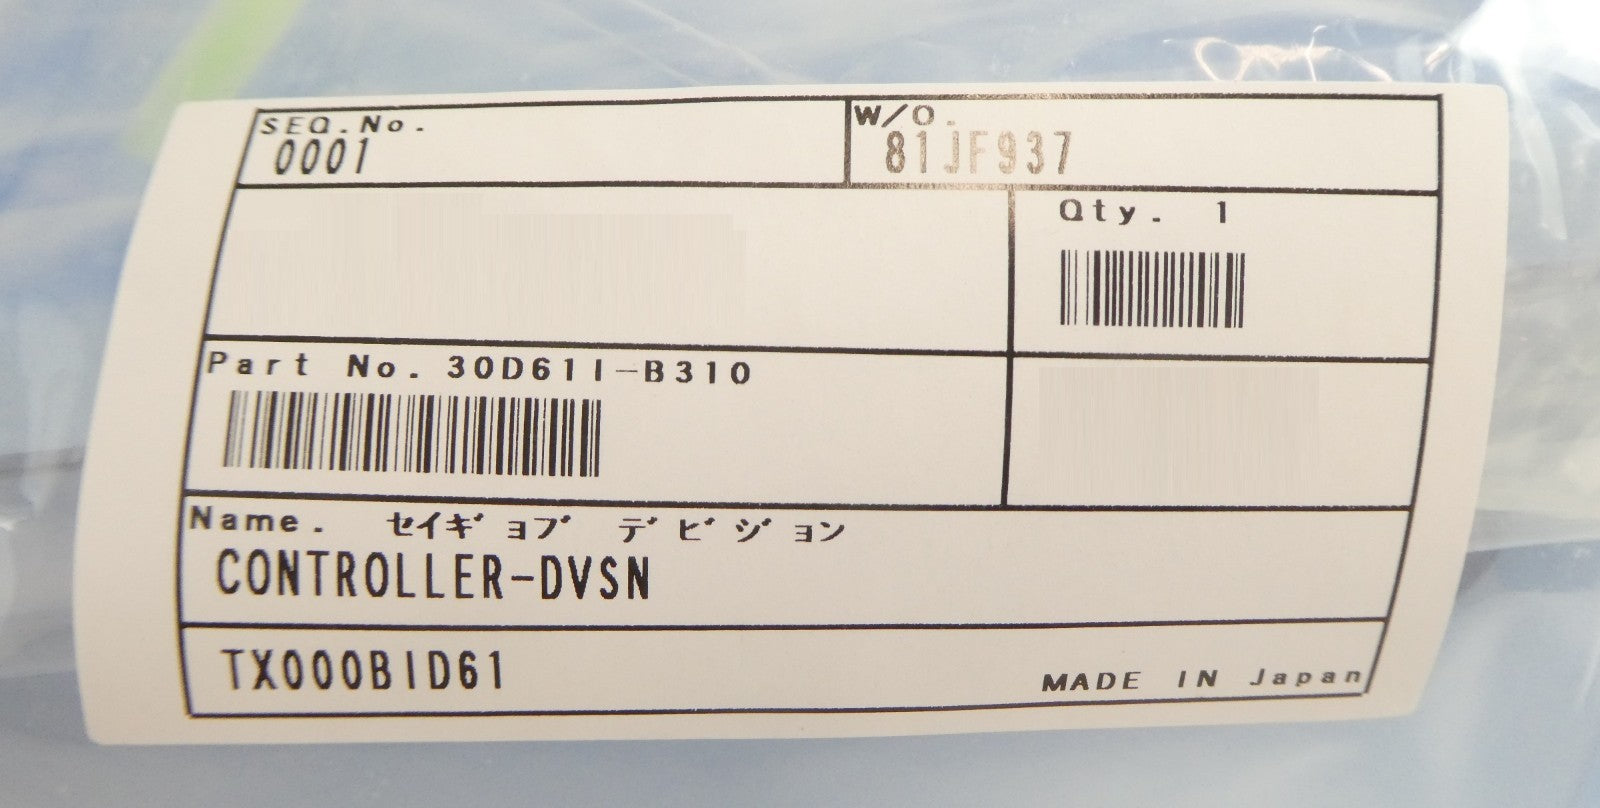 SEQ.No.
0001
W/O.
81JF937
Qty. 1
Part No. 30D611-B310
Name. セイギョブ デビジョン
CONTROLLER-DVSN
TX000B1D61
MADE IN Japan